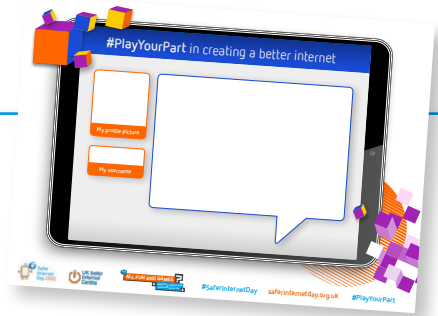 #PlayYourPart in creating a better internet
My profile picture
My username
Safer
Internet
Day 2022
UK Safer
Internet
Centre
ALL FUN AND GAMES?
#SaferInternetDay
saferinternetday.org.uk
#PlayYourPart